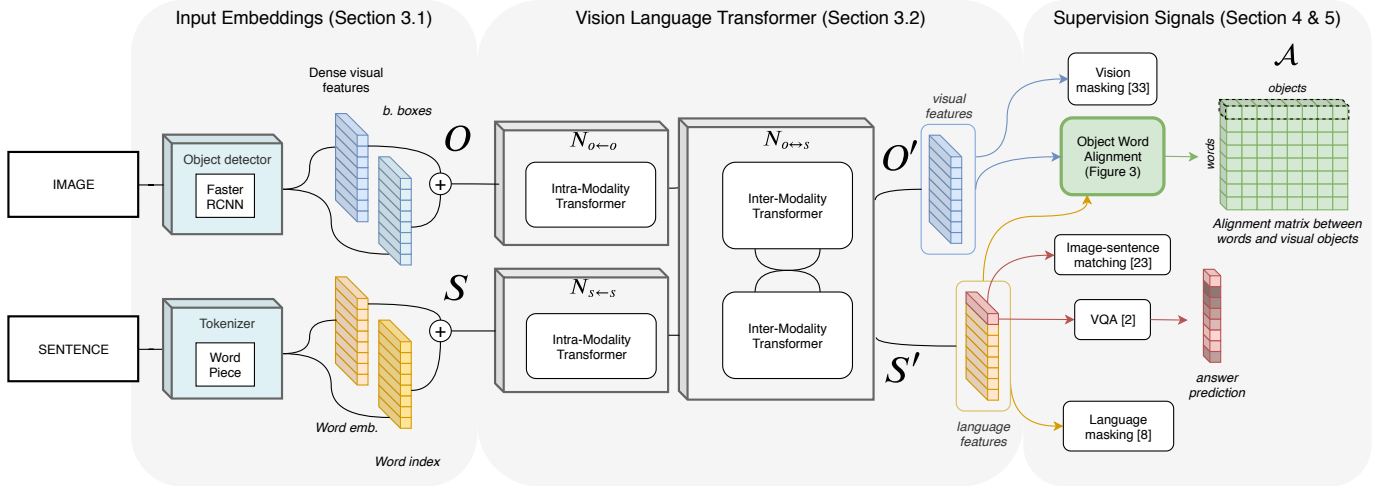 Input Embeddings (Section 3.1)
Vision Language Transformer (Section 3.2)
Supervision Signals (Section 4 & 5)
Dense visual
features
b. boxes
IMAGE
Object detector
Faster
RCNN
O
N o←o
Intra-Modality
Transformer
N o↔s
Inter-Modality
Transformer
O′
visual
features
Vision
masking [33]
Object Word
Alignment
(Figure 3)
A
objects
words
Alignment matrix between
words and visual objects
SENTENCE
Tokenizer
Word
Piece
S
N s←s
Intra-Modality
Transformer
Inter-Modality
Transformer
S′
Image-sentence
matching [23]
VQA [2]
answer
prediction
Language
masking [8]
language
features
Word emb.
Word index